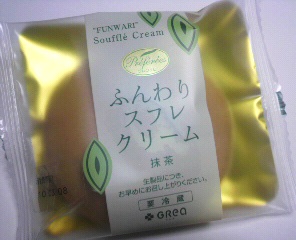 "FUNWARI"
Soufflé Cream
Préférées
ふんわり
スフレ
クリーム
抹茶
生製品につき、
お早めにお召し上がりください。
要冷蔵
GREA